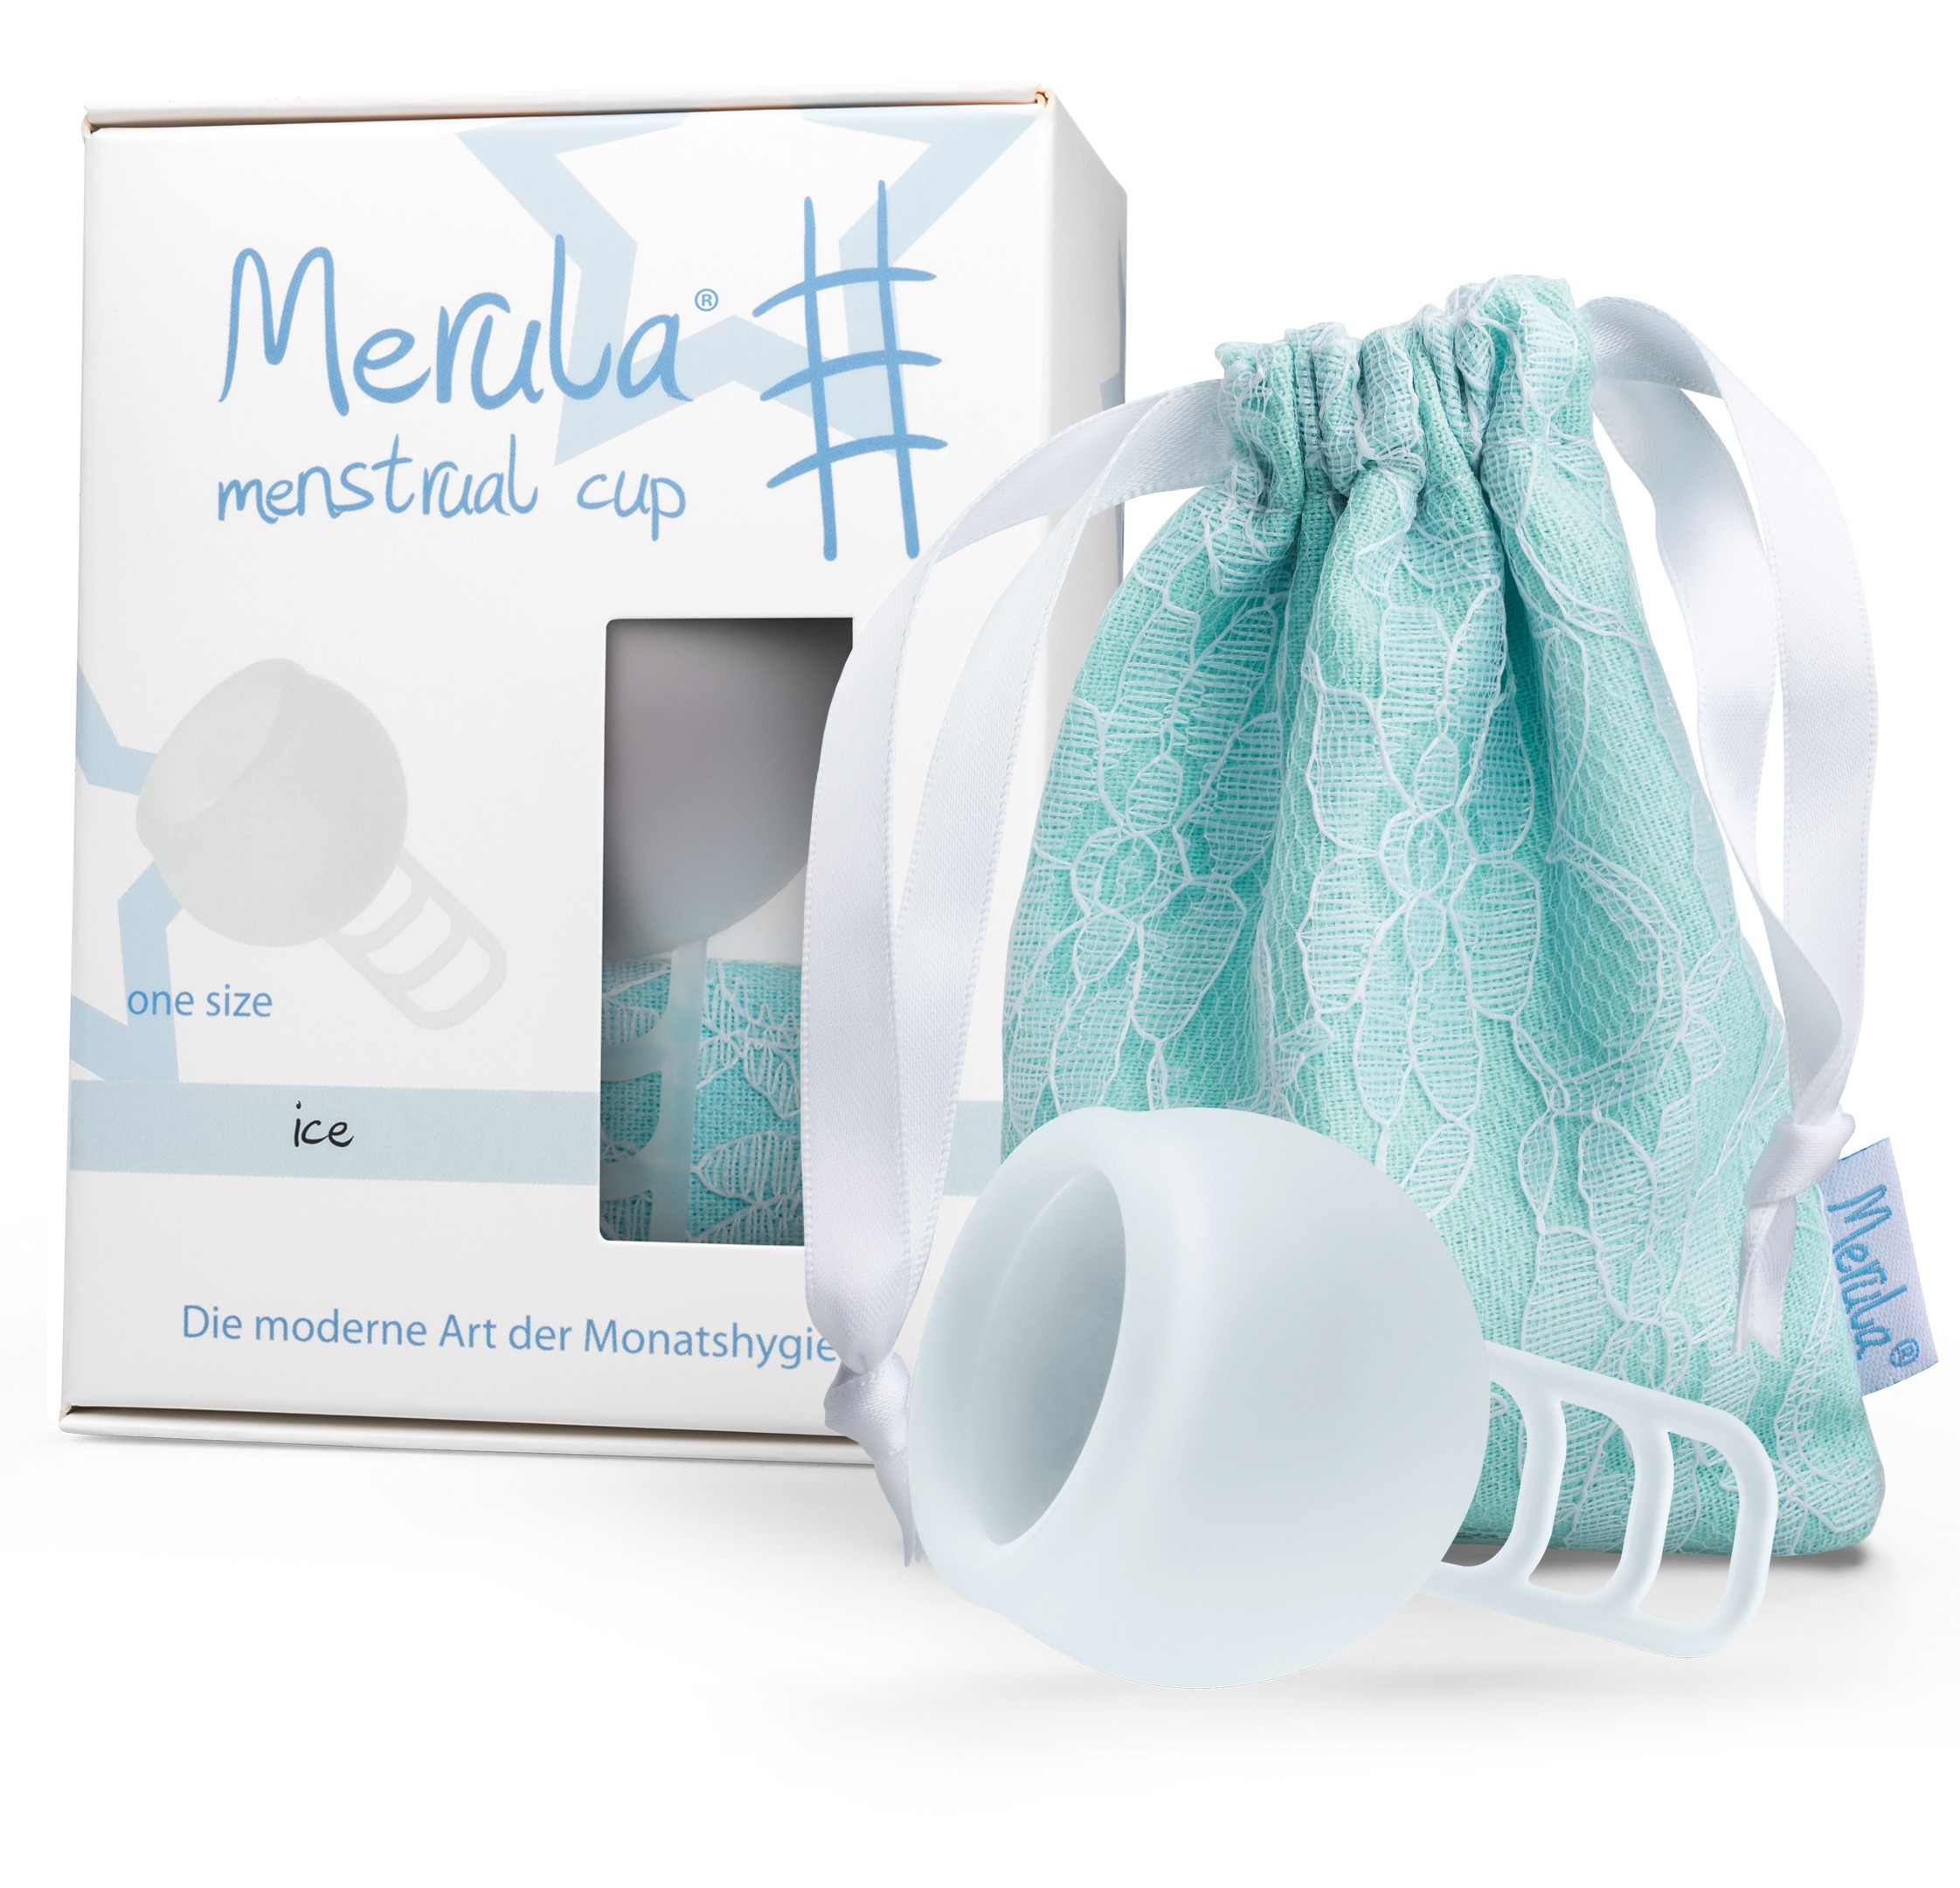 Merula®
menstrual cup
one size
ice
Die moderne Art der Monatshygie
Merula®